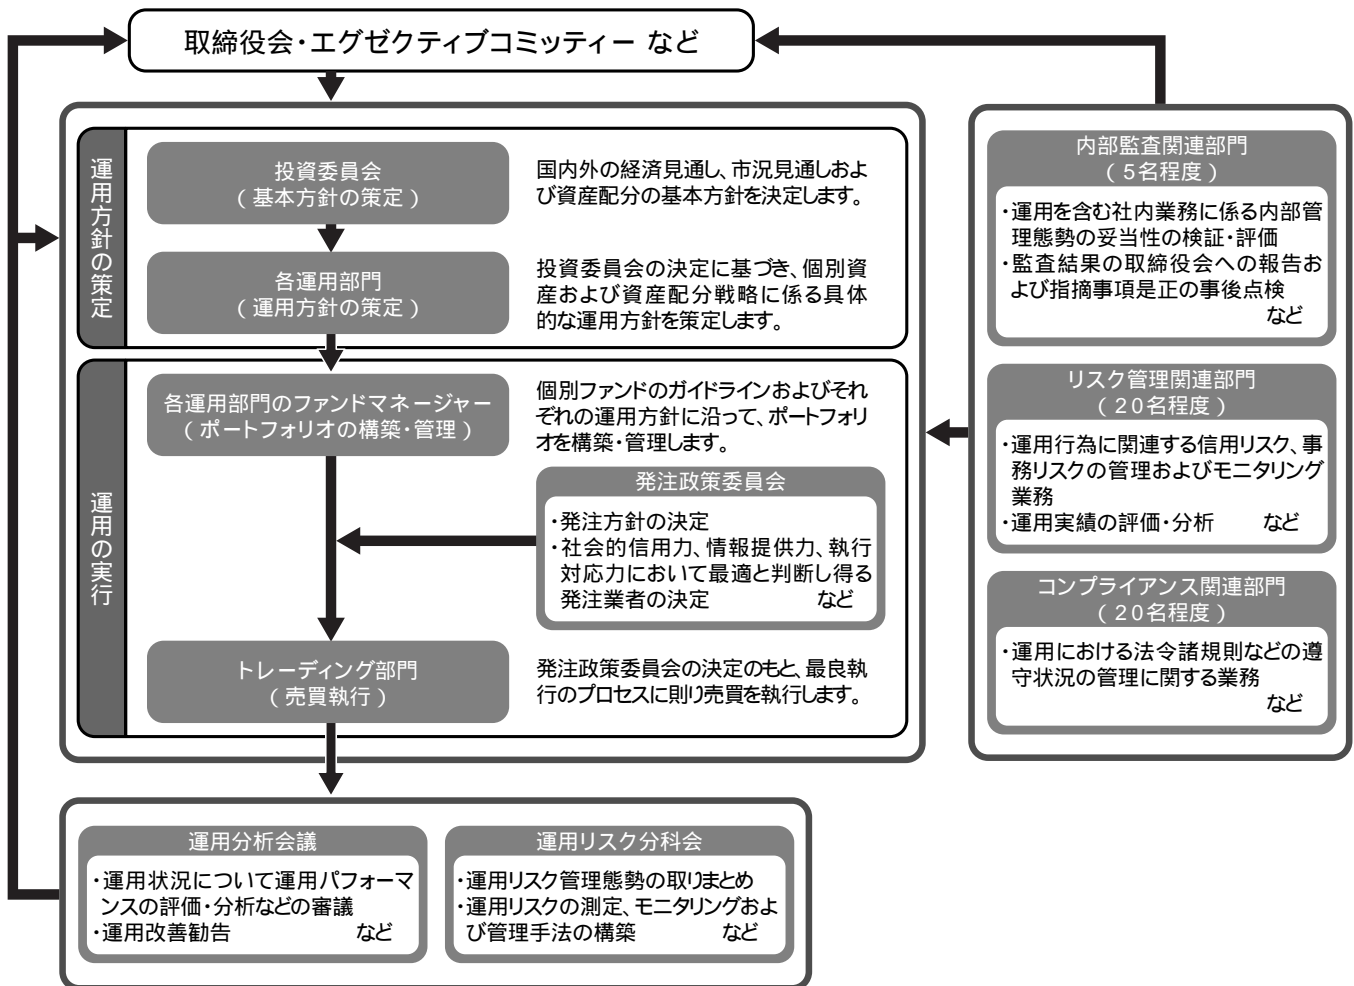 取締役会・エグゼクティブコミッティー など
運用方針の策定
投資委員会
(基本方針の策定)
国内外の経済見通し、市況見通しおよ
び資産配分の基本方針を決定します。
各運用部門
(運用方針の策定)
投資委員会の決定に基づき、個別資
産および資産配分戦略に係る具体
的な運用方針を策定します。
運用の実行
各運用部門のファンドマネージャー
(ポートフォリオの構築・管理)
個別ファンドのガイドラインおよびそれ
ぞれの運用方針に沿って、ポートフォリ
オを構築・管理します。
発注政策委員会
・発注方針の決定
・社会的信用力、情報提供力、執行
対応力において最適と判断し得る
発注業者の決定 など
トレーディング部門
(売買執行)
発注政策委員会の決定のもと、最良執
行のプロセスに則り売買を執行します。
内部監査関連部門
(5名程度)
・運用を含む社内業務に係る内部管
理態勢の妥当性の検証・評価
・監査結果の取締役会への報告お
よび指摘事項是正の事後点検
など
リスク管理関連部門
(20名程度)
・運用行為に関連する信用リスク、事
務リスクの管理およびモニタリング
業務
・運用実績の評価・分析 など
コンプライアンス関連部門
(20名程度)
・運用における法令諸規則などの遵
守状況の管理に関する業務
など
運用分析会議
・運用状況について運用パフォーマ
ンスの評価・分析などの審議
・運用改善勧告 など
運用リスク分科会
・運用リスク管理態勢の取りまとめ
・運用リスクの測定、モニタリングおよ
び管理手法の構築 など